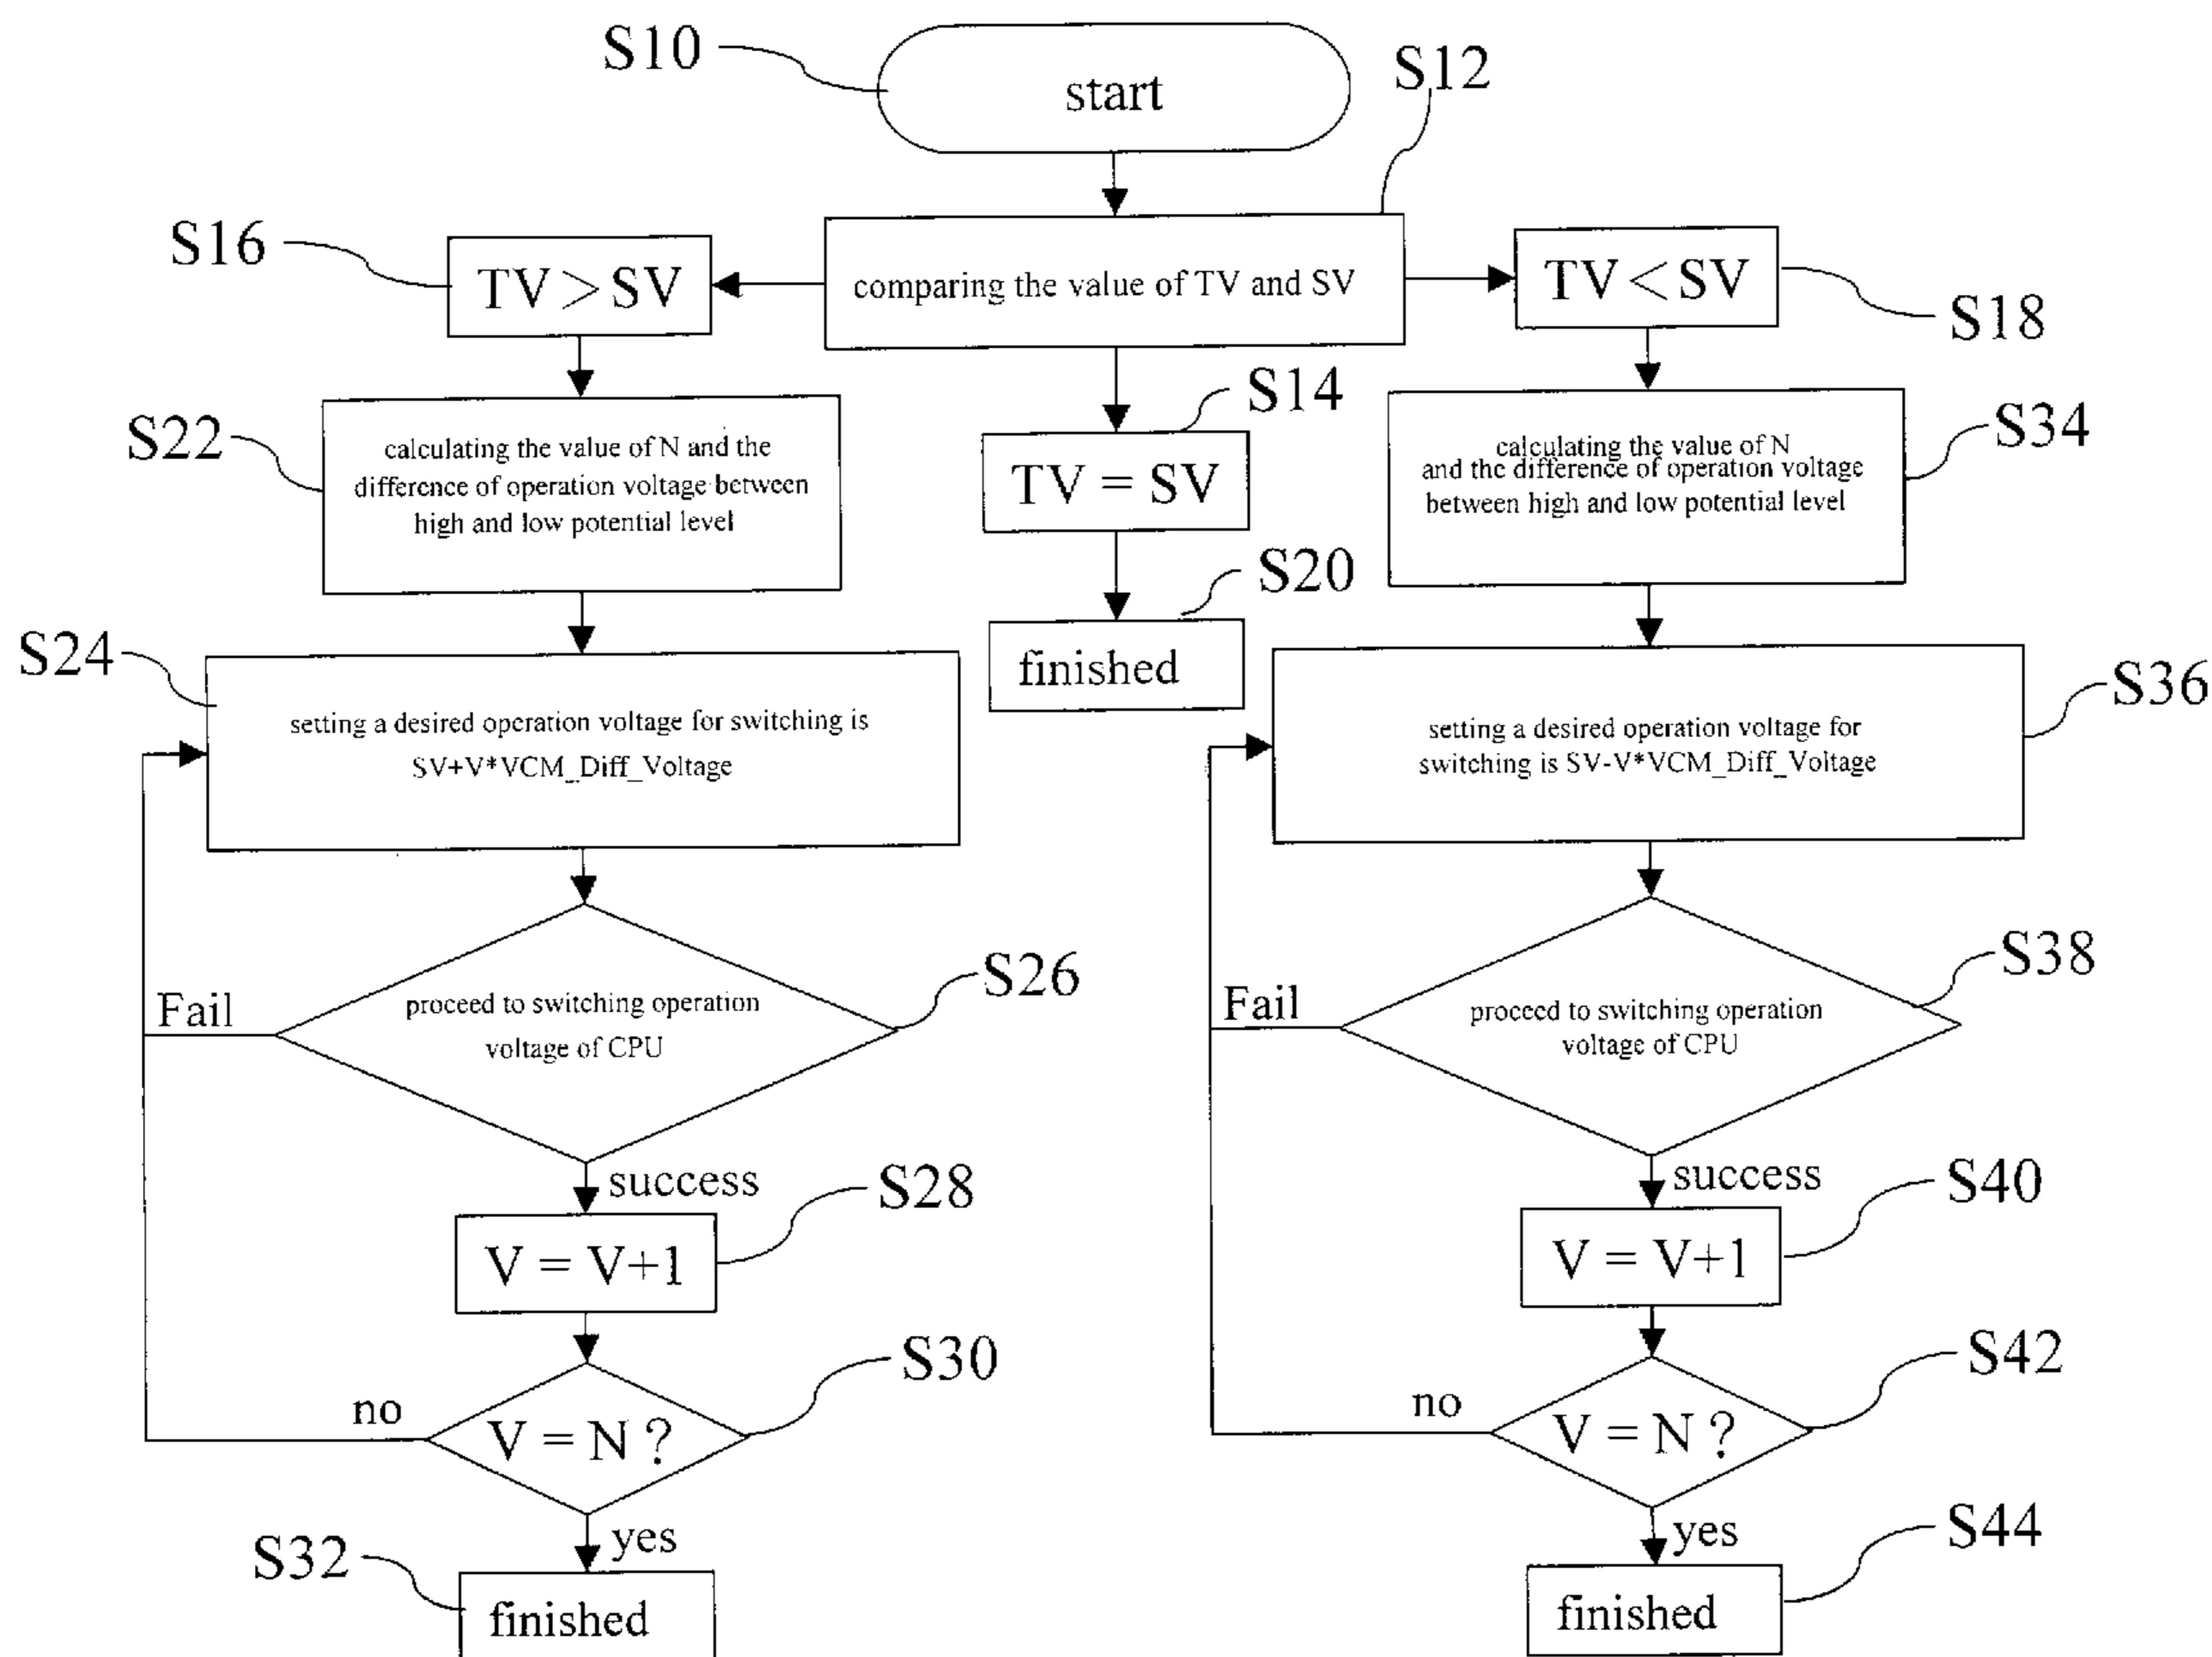 S10
start
S12
S16
TV > SV
comparing the value of TV and SV
TV < SV
S18
S14
TV = SV
S20
finished
S22
calculating the value of N and the
difference of operation voltage between
high and low potential level
S34
calculating the value of N
and the difference of operation voltage
between high and low potential level
S24
setting a desired operation voltage for switching is
SV+V*VCM_Diff_Voltage
S36
setting a desired operation voltage for
switching is SV-V*VCM_Diff_Voltage
S26
Fail
proceed to switching operation
voltage of CPU
success
S38
Fail
proceed to switching operation
voltage of CPU
success
S28
V = V+1
S40
V = V+1
S30
no
V = N ?
yes
S42
no
V = N ?
yes
S32
finished
S44
finished